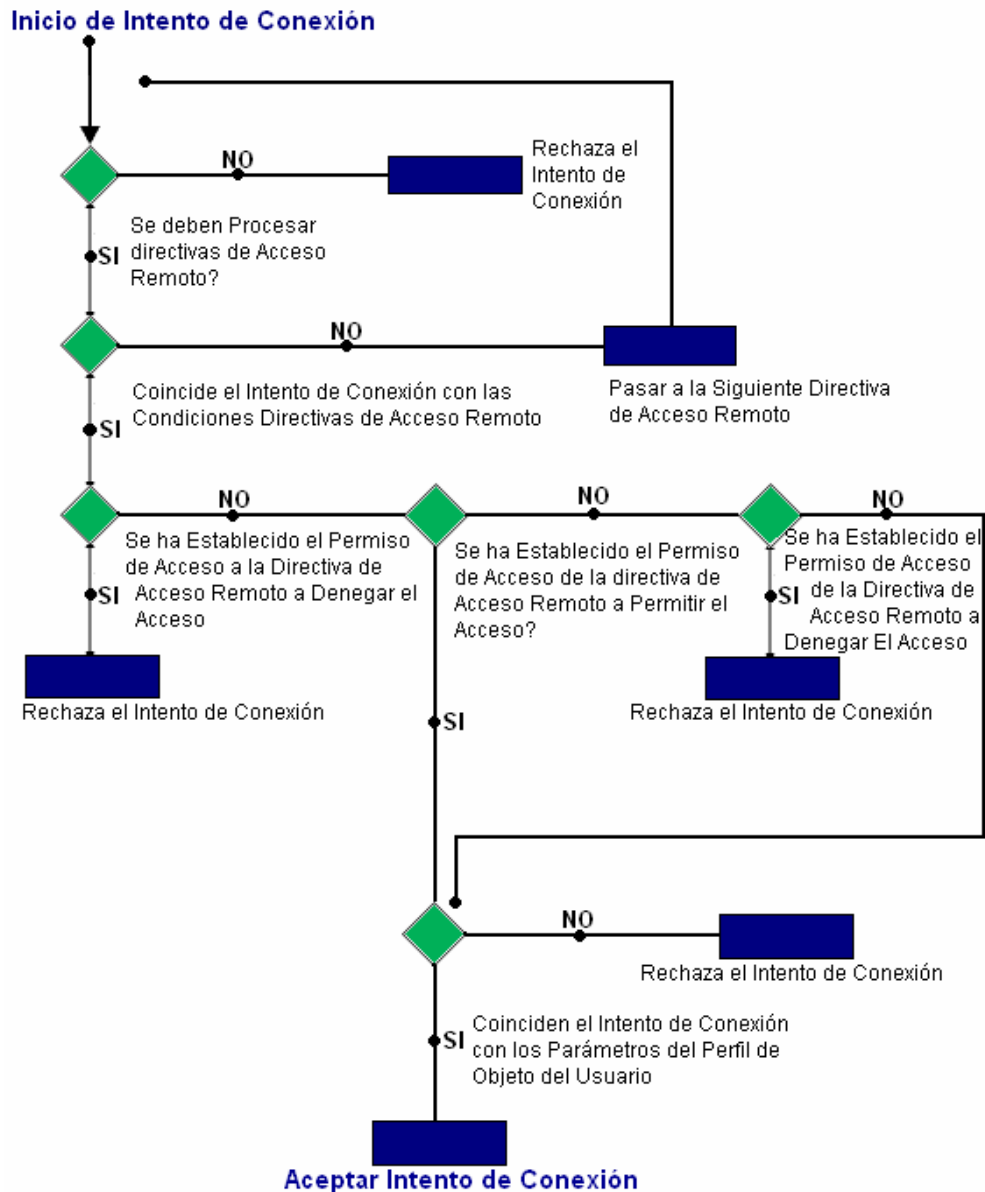 Inicio de Intento de Conexión
NO
Rechaza el
Intento de
Conexión
Se deben Procesar
directivas de Acceso
Remoto?
SI
NO
Coincide el Intento de Conexión con las
Condiciones Directivas de Acceso Remoto
Pasar a la Siguiente Directiva
de Acceso Remoto
SI
NO
Se ha Establecido el Permiso
de Acceso a la Directiva de
Acceso Remoto a Denegar el
Acceso
SI
Rechaza el Intento de Conexión
NO
Se ha Establecido el Permiso
de Acceso de la directiva de
Acceso Remoto a Permitir el
Acceso?
SI
NO
Se ha Establecido el
Permiso de Acceso
de la Directiva de
Acceso Remoto a
Denegar El Acceso
SI
Rechaza el Intento de Conexión
NO
Rechaza el Intento de Conexión
SI
Coinciden el Intento de Conexión
con los Parámetros del Perfil de
Objeto del Usuario
Aceptar Intento de Conexión